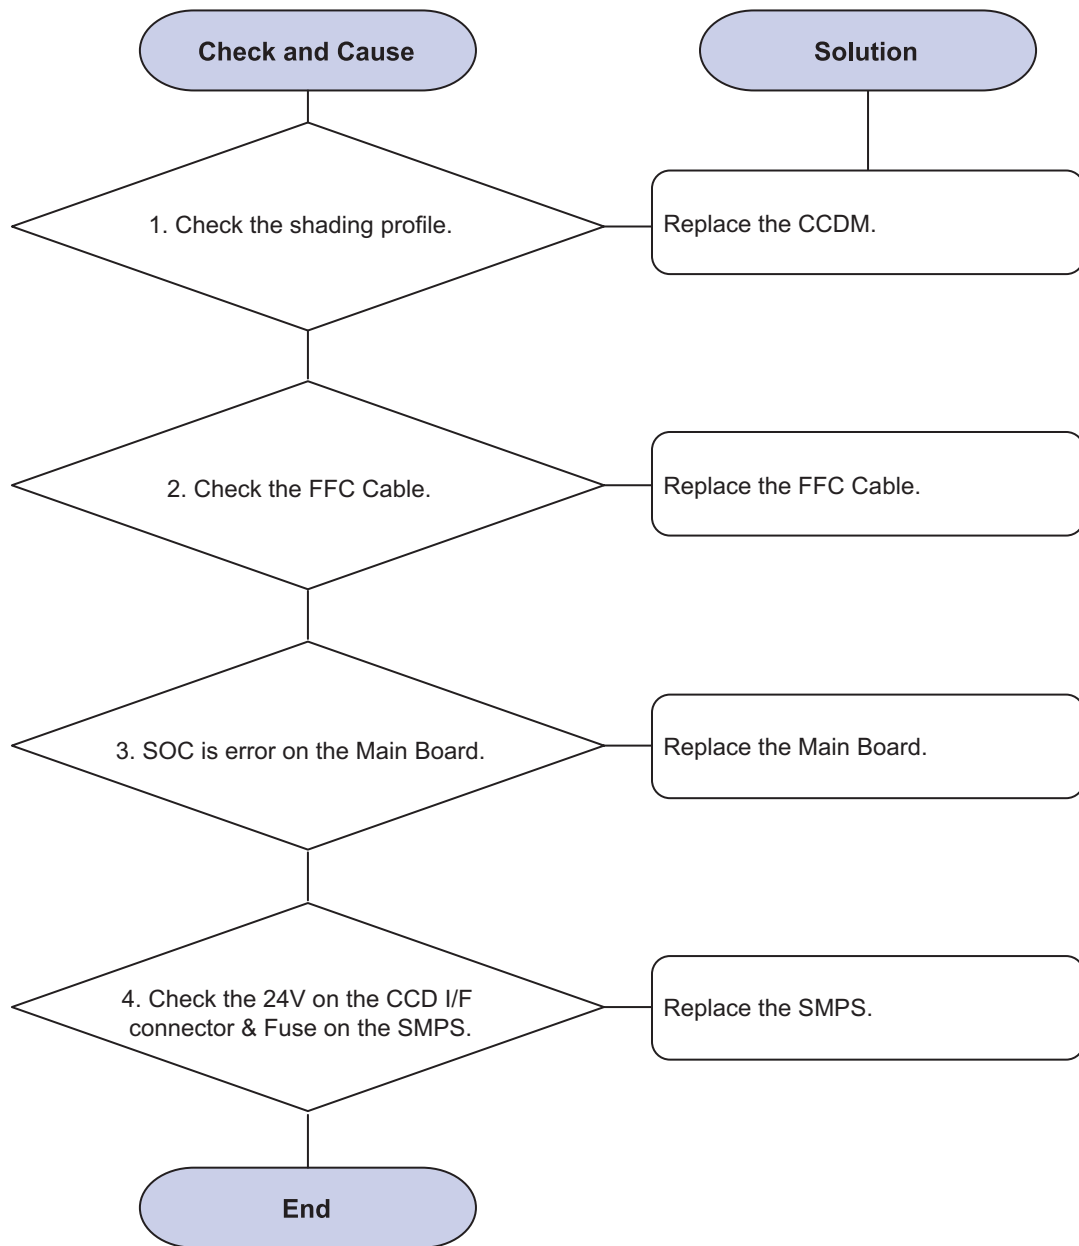 Check and Cause
Solution
1. Check the shading profile.
Replace the CCDM.
2. Check the FFC Cable.
Replace the FFC Cable.
3. SOC is error on the Main Board.
Replace the Main Board.
4. Check the 24V on the CCD I/F
connector & Fuse on the SMPS.
Replace the SMPS.
End